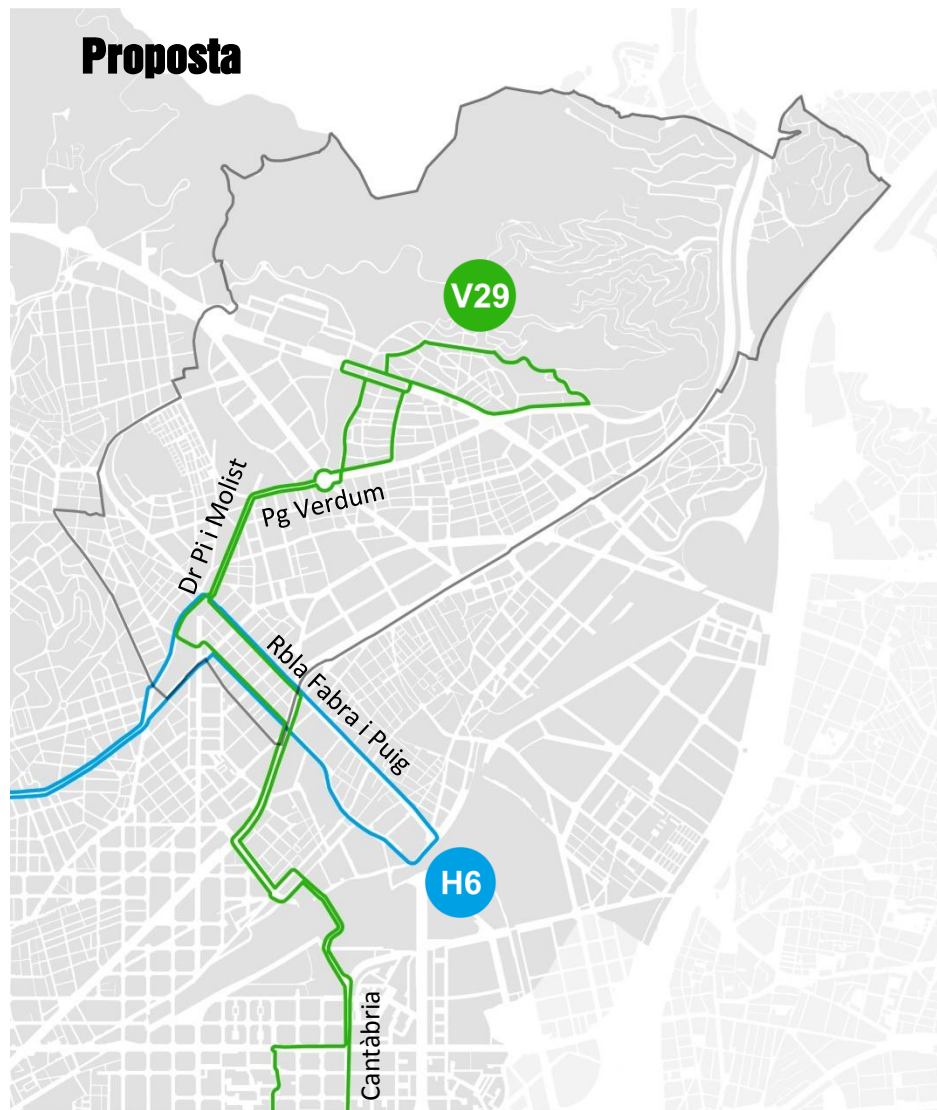 Proposta
V29
Pg Verdum
Dr Pi i Molist
Rbla Fabra i Puig
H6
Cantàbria